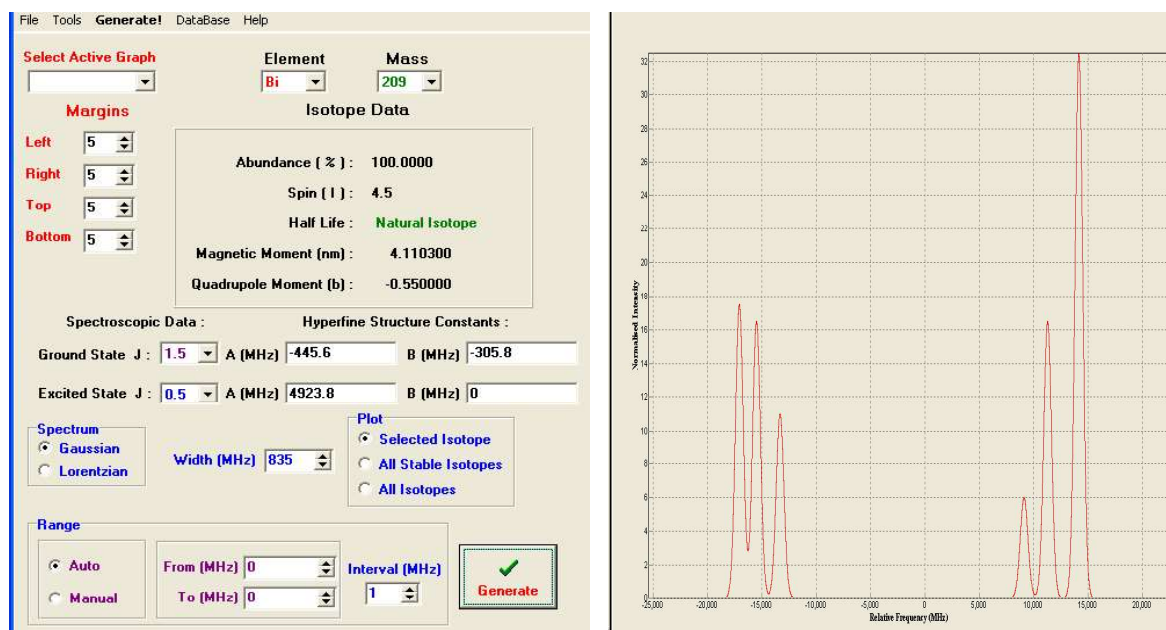 File Tools Generate! DataBase Help
Select Active Graph
Element Mass
Bi 209
Margins
Isotope Data
Left 5
Right 5
Top 5
Bottom 5
Abundance ( % ) : 100.0000
Spin ( I ) : 4.5
Half Life : Natural Isotope
Magnetic Moment (nm) : 4.110300
Quadrupole Moment (b) : -0.550000
Spectroscopic Data : Hyperfine Structure Constants :
Ground State J : 1.5 A (MHz) -445.6 B (MHz) -305.8
Excited State J : 0.5 A (MHz) 4923.8 B (MHz) 0
Spectrum
Gaussian
Lorentzian
Width (MHz) 835
Plot
Selected Isotope
All Stable Isotopes
All Isotopes
Range
Auto
Manual
From (MHz) 0
To (MHz) 0
Interval (MHz)
1
Generate
Normalised Intensity
32
30
28
26
24
22
20
18
16
14
12
10
8
6
4
2
0
-25,000 -20,000 -15,000 -10,000 -5,000 0 5,000 10,000 15,000 20,000
Relative Frequency (MHz)